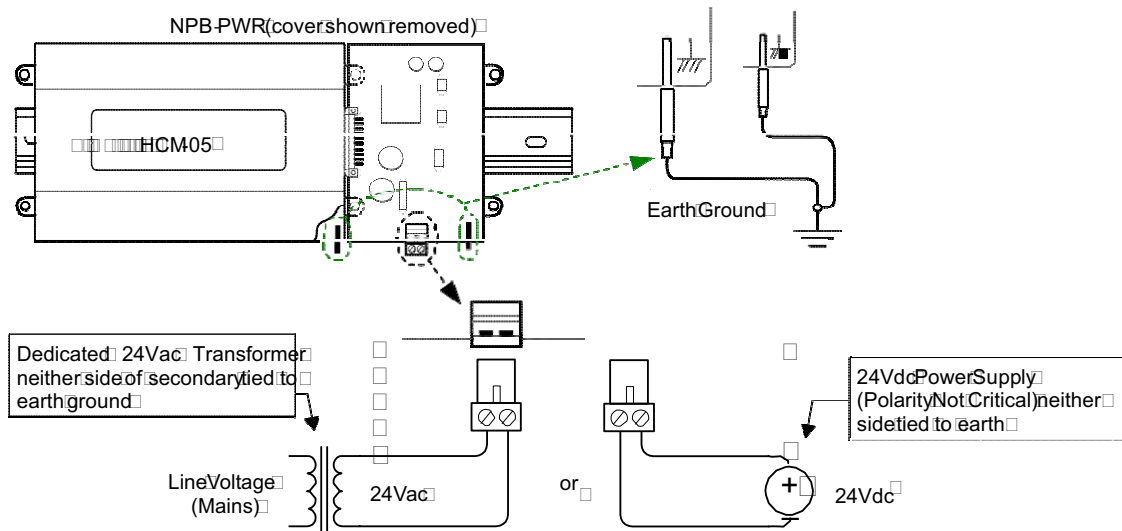 NPB-PWR (cover shown removed)
HCM-05
Earth Ground
Dedicated 24Vac Transformer
neither side of secondary tied to
earth ground
24Vdc Power Supply
(Polarity Not Critical) neither
side tied to earth
Line Voltage
(Mains)
24Vac
or
24Vdc